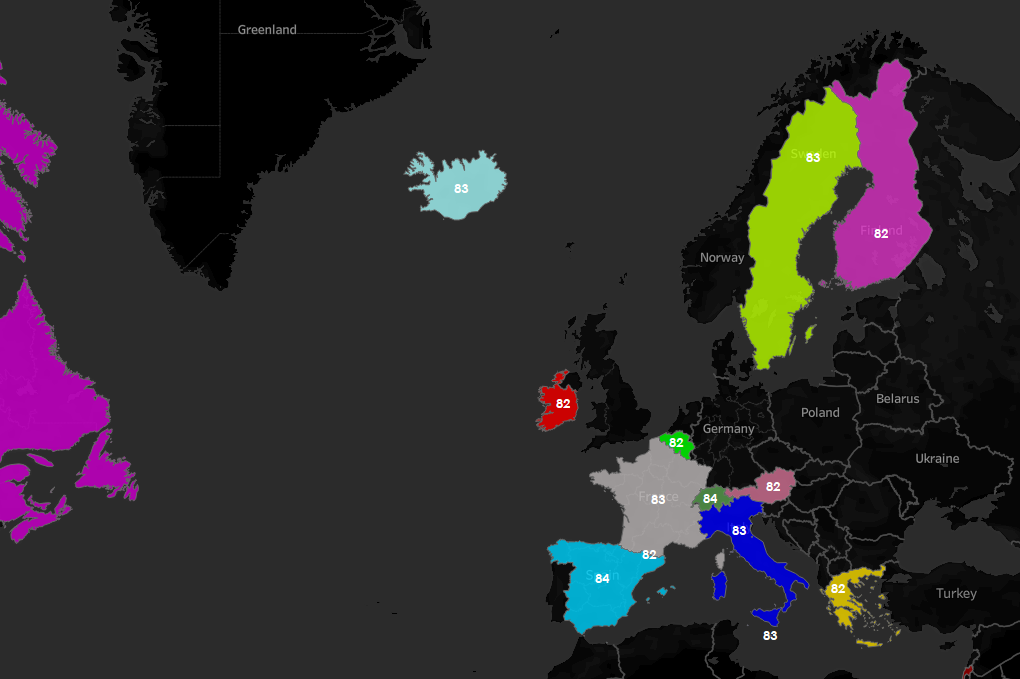 Greenland
83
Sweden
83
Finland
82
Norway
82
Belarus
Poland
Germany
82
Ukraine
82
France
83
84
83
82
Spain
84
82
Turkey
83